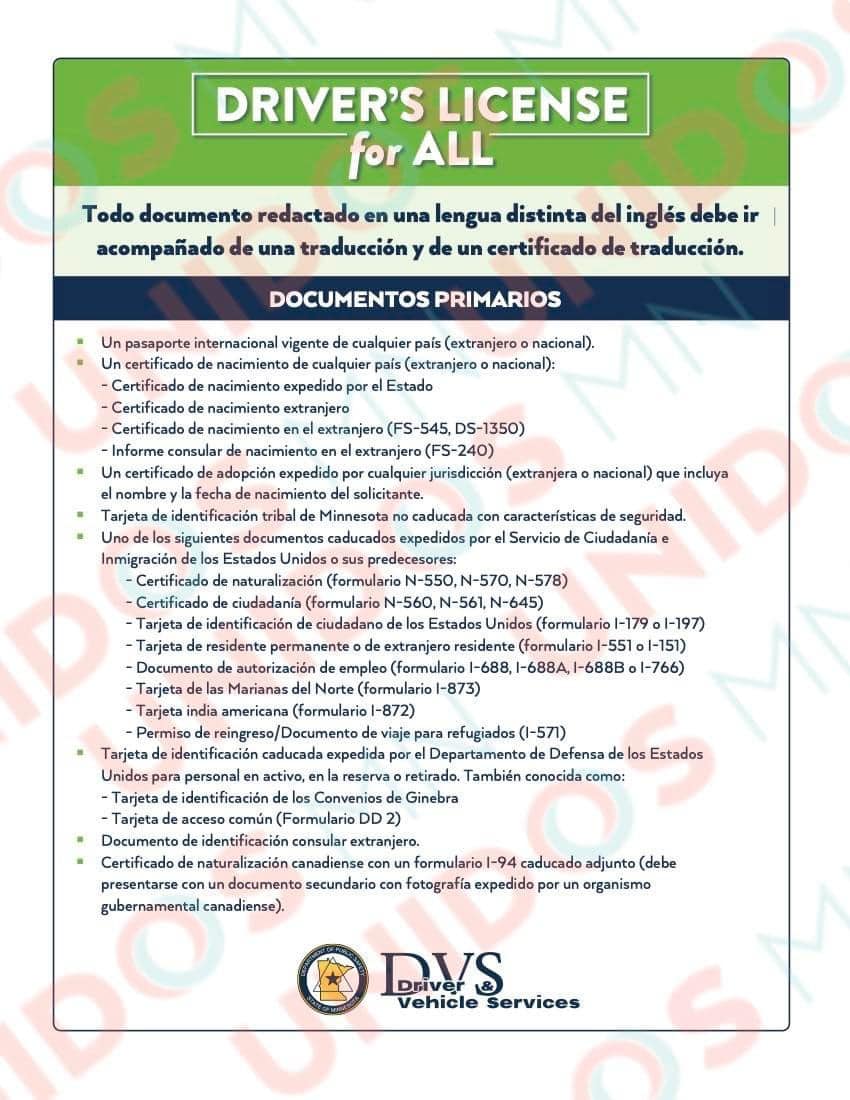 DRIVER'S LICENSE
for ALL
Todo documento redactado en una lengua distinta del inglés debe ir
acompañado de una traducción y de un certificado de traducción.
DOCUMENTOS PRIMARIOS
▪ Un pasaporte internacional vigente de cualquier país (extranjero o nacional).
▪ Un certificado de nacimiento de cualquier país (extranjero o nacional):
- Certificado de nacimiento expedido por el Estado
- Certificado de nacimiento extranjero
- Certificado de nacimiento en el extranjero (FS-545, DS-1350)
- Informe consular de nacimiento en el extranjero (FS-240)
▪ Un certificado de adopción expedido por cualquier jurisdicción (extranjera o nacional) que incluya
el nombre y la fecha de nacimiento del solicitante.
▪ Tarjeta de identificación tribal de Minnesota no caducada con características de seguridad.
▪ Uno de los siguientes documentos caducados expedidos por el Servicio de Ciudadanía e
Inmigración de los Estados Unidos o sus predecesores:
- Certificado de naturalización (formulario N-550, N-570, N-578)
- Certificado de ciudadanía (formulario N-560, N-561, N-645)
- Tarjeta de identificación de ciudadano de los Estados Unidos (formulario I-179 o I-197)
- Tarjeta de residente permanente o de extranjero residente (formulario I-551 o I-151)
- Documento de autorización de empleo (formulario I-688, I-688A, I-688B o I-766)
- Tarjeta de las Marianas del Norte (formulario I-873)
- Tarjeta india americana (formulario I-872)
- Permiso de reingreso/Documento de viaje para refugiados (I-571)
▪ Tarjeta de identificación caducada expedida por el Departamento de Defensa de los Estados
Unidos para personal en activo, en la reserva o retirado. También conocida como:
- Tarjeta de identificación de los Convenios de Ginebra
- Tarjeta de acceso común (Formulario DD 2)
▪ Documento de identificación consular extranjero.
▪ Certificado de naturalización canadiense con un formulario I-94 caducado adjunto (debe
presentarse con un documento secundario con fotografía expedido por un organismo
gubernamental canadiense).
DEPARTMENT OF PUBLIC SAFETY
STATE OF MINNESOTA
DVS
Driver &
Vehicle Services
UNIDOS MN